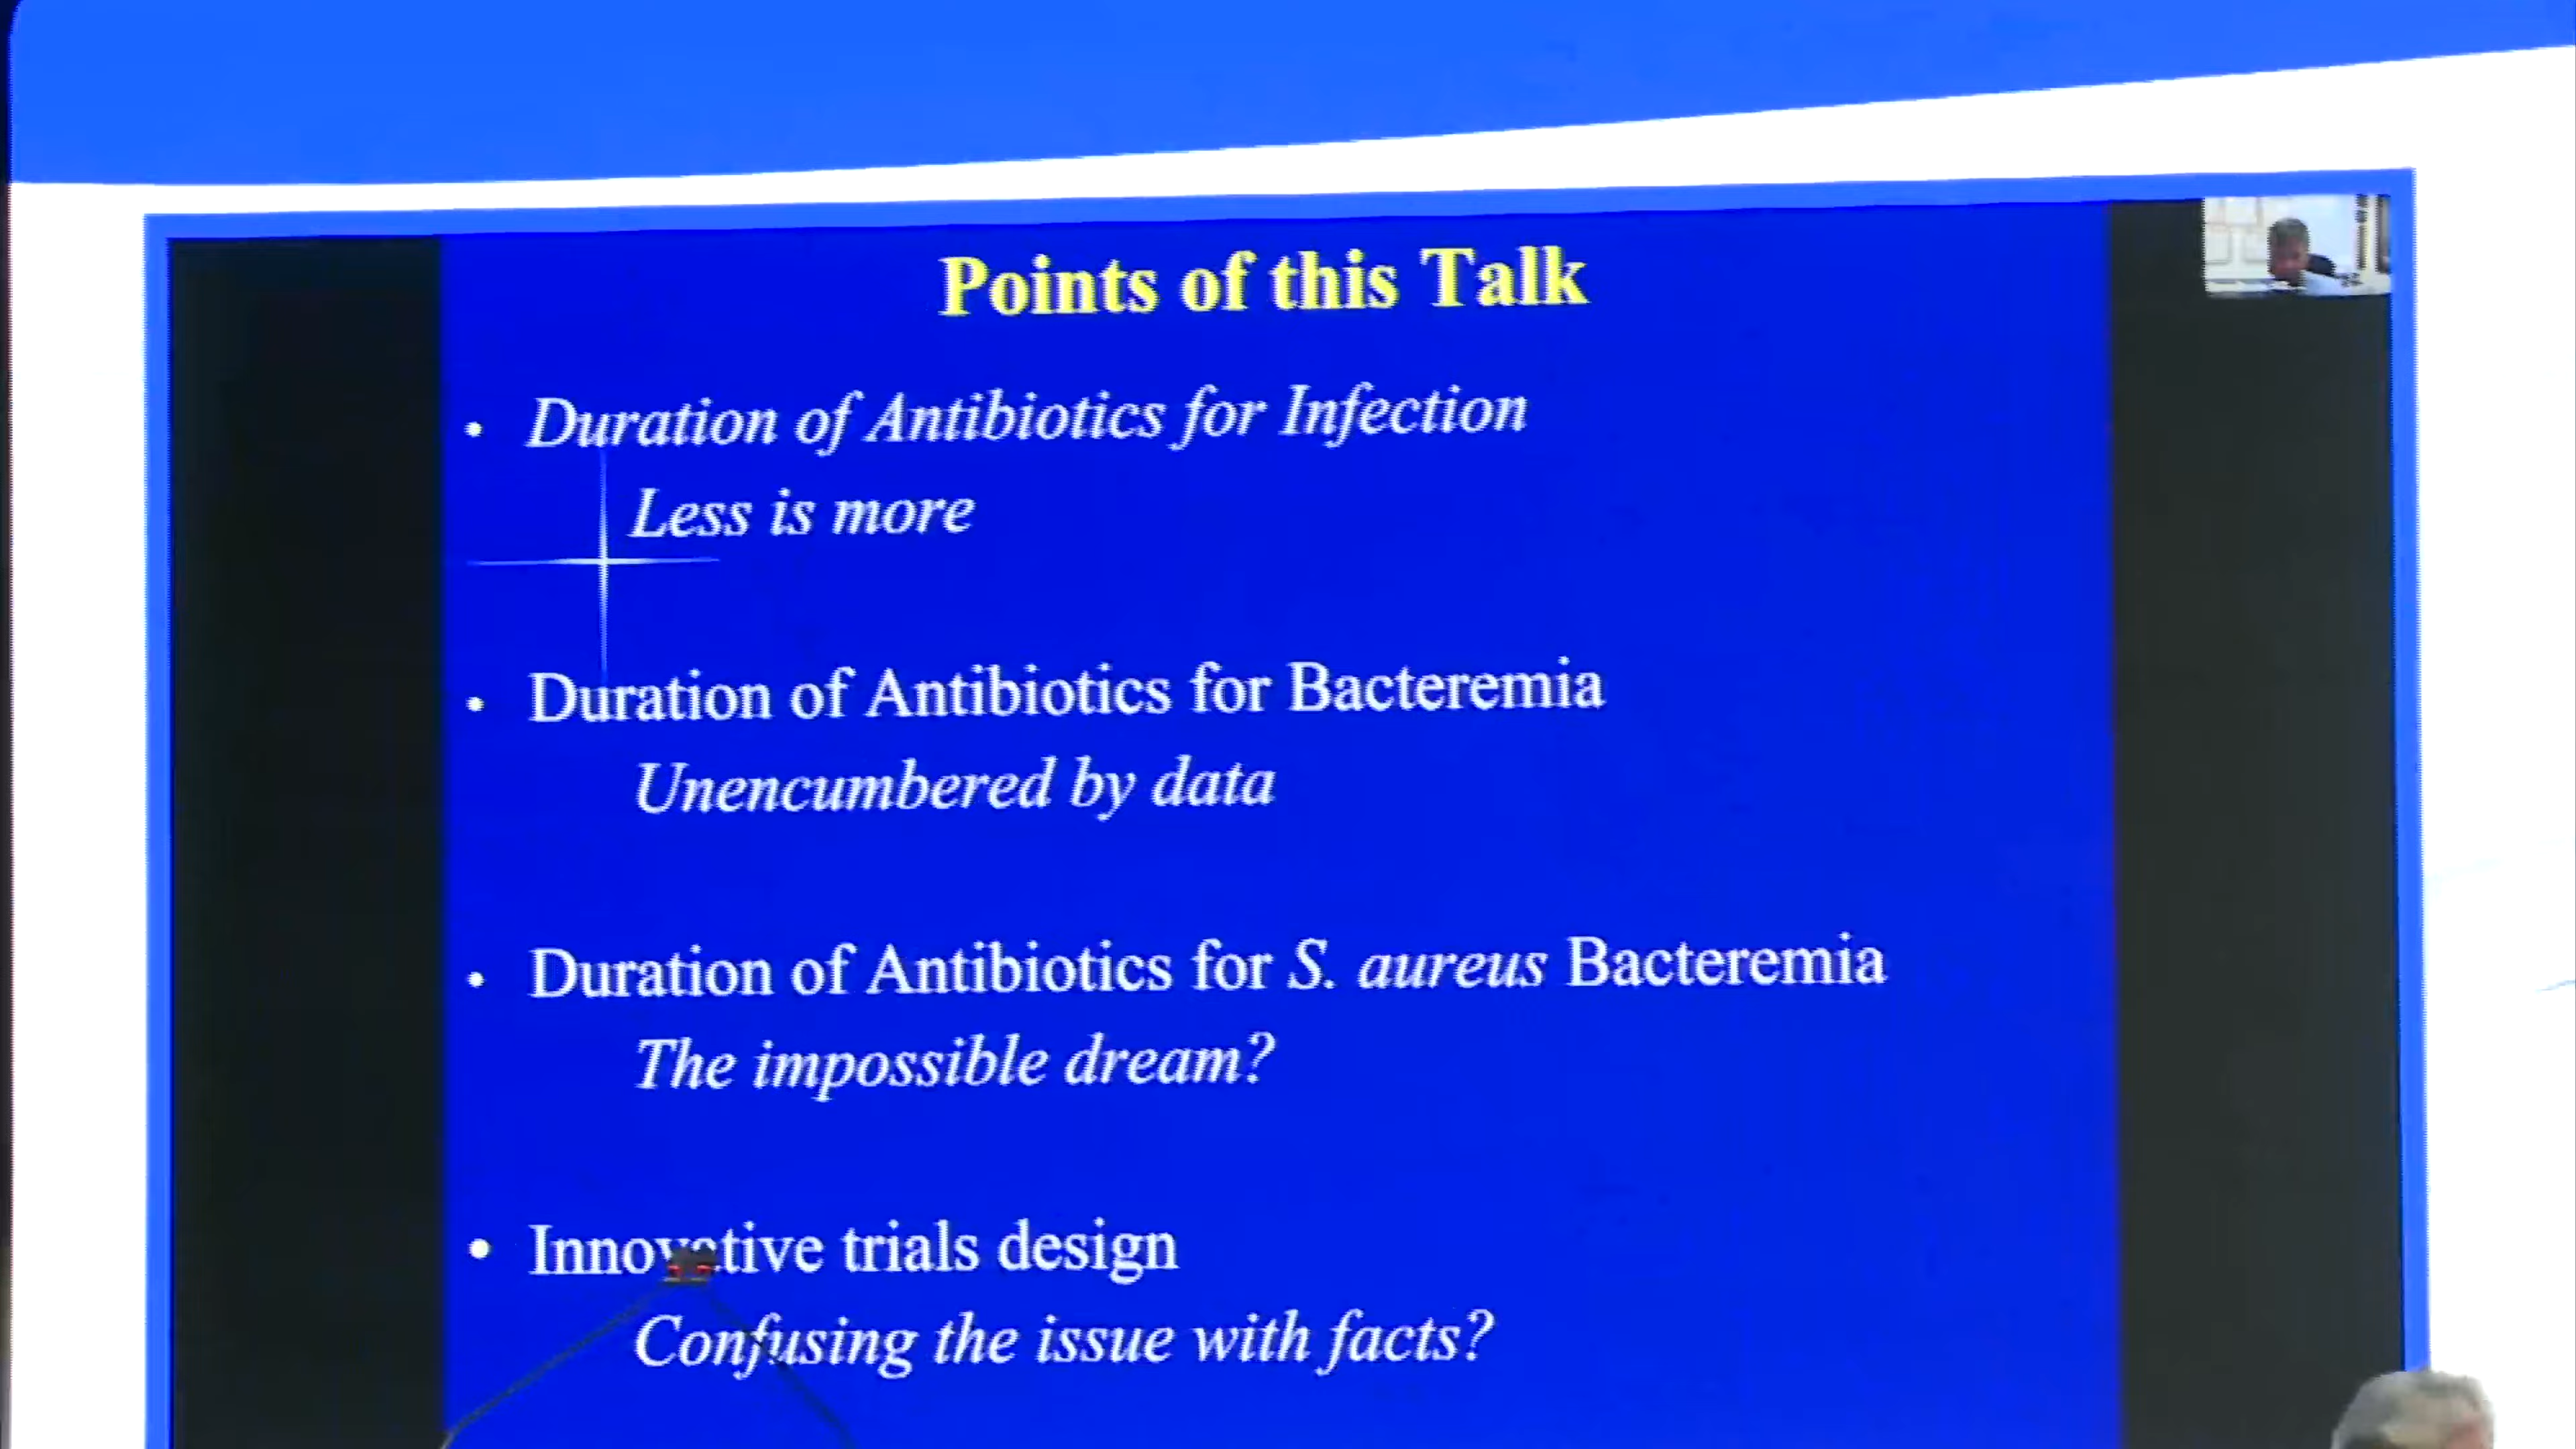 Points of this Talk
• Duration of Antibiotics for Infection
Less is more
• Duration of Antibiotics for Bacteremia
Unencumbered by data
• Duration of Antibiotics for S. aureus Bacteremia
The impossible dream?
• Innovative trials design
Confusing the issue with facts?